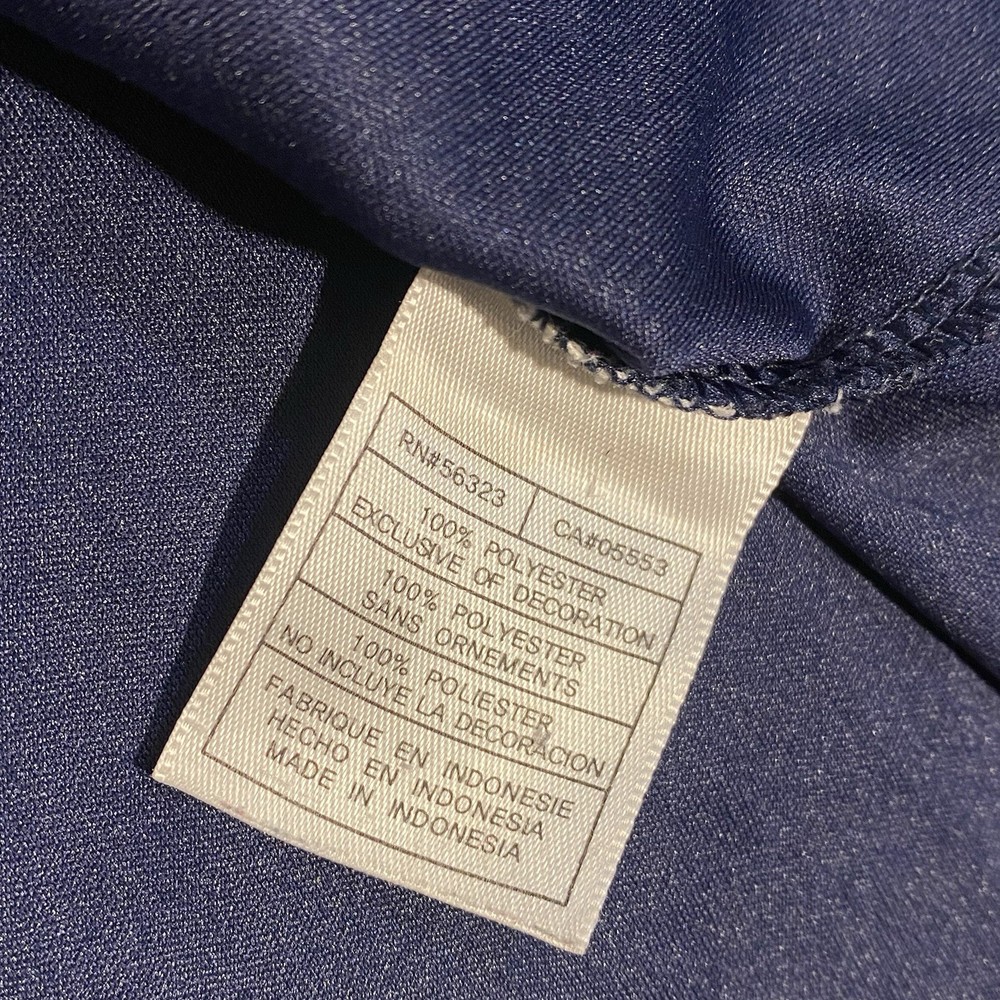 RN#56323 CA#05553
100% POLYESTER
EXCLUSIVE OF DECORATION
100% POLYESTER
SANS ORNEMENTS
100% POLIESTER
NO INCLUYE LA DECORACION
FABRIQUE EN INDONESIE
HECHO EN INDONESIA
MADE IN INDONESIA